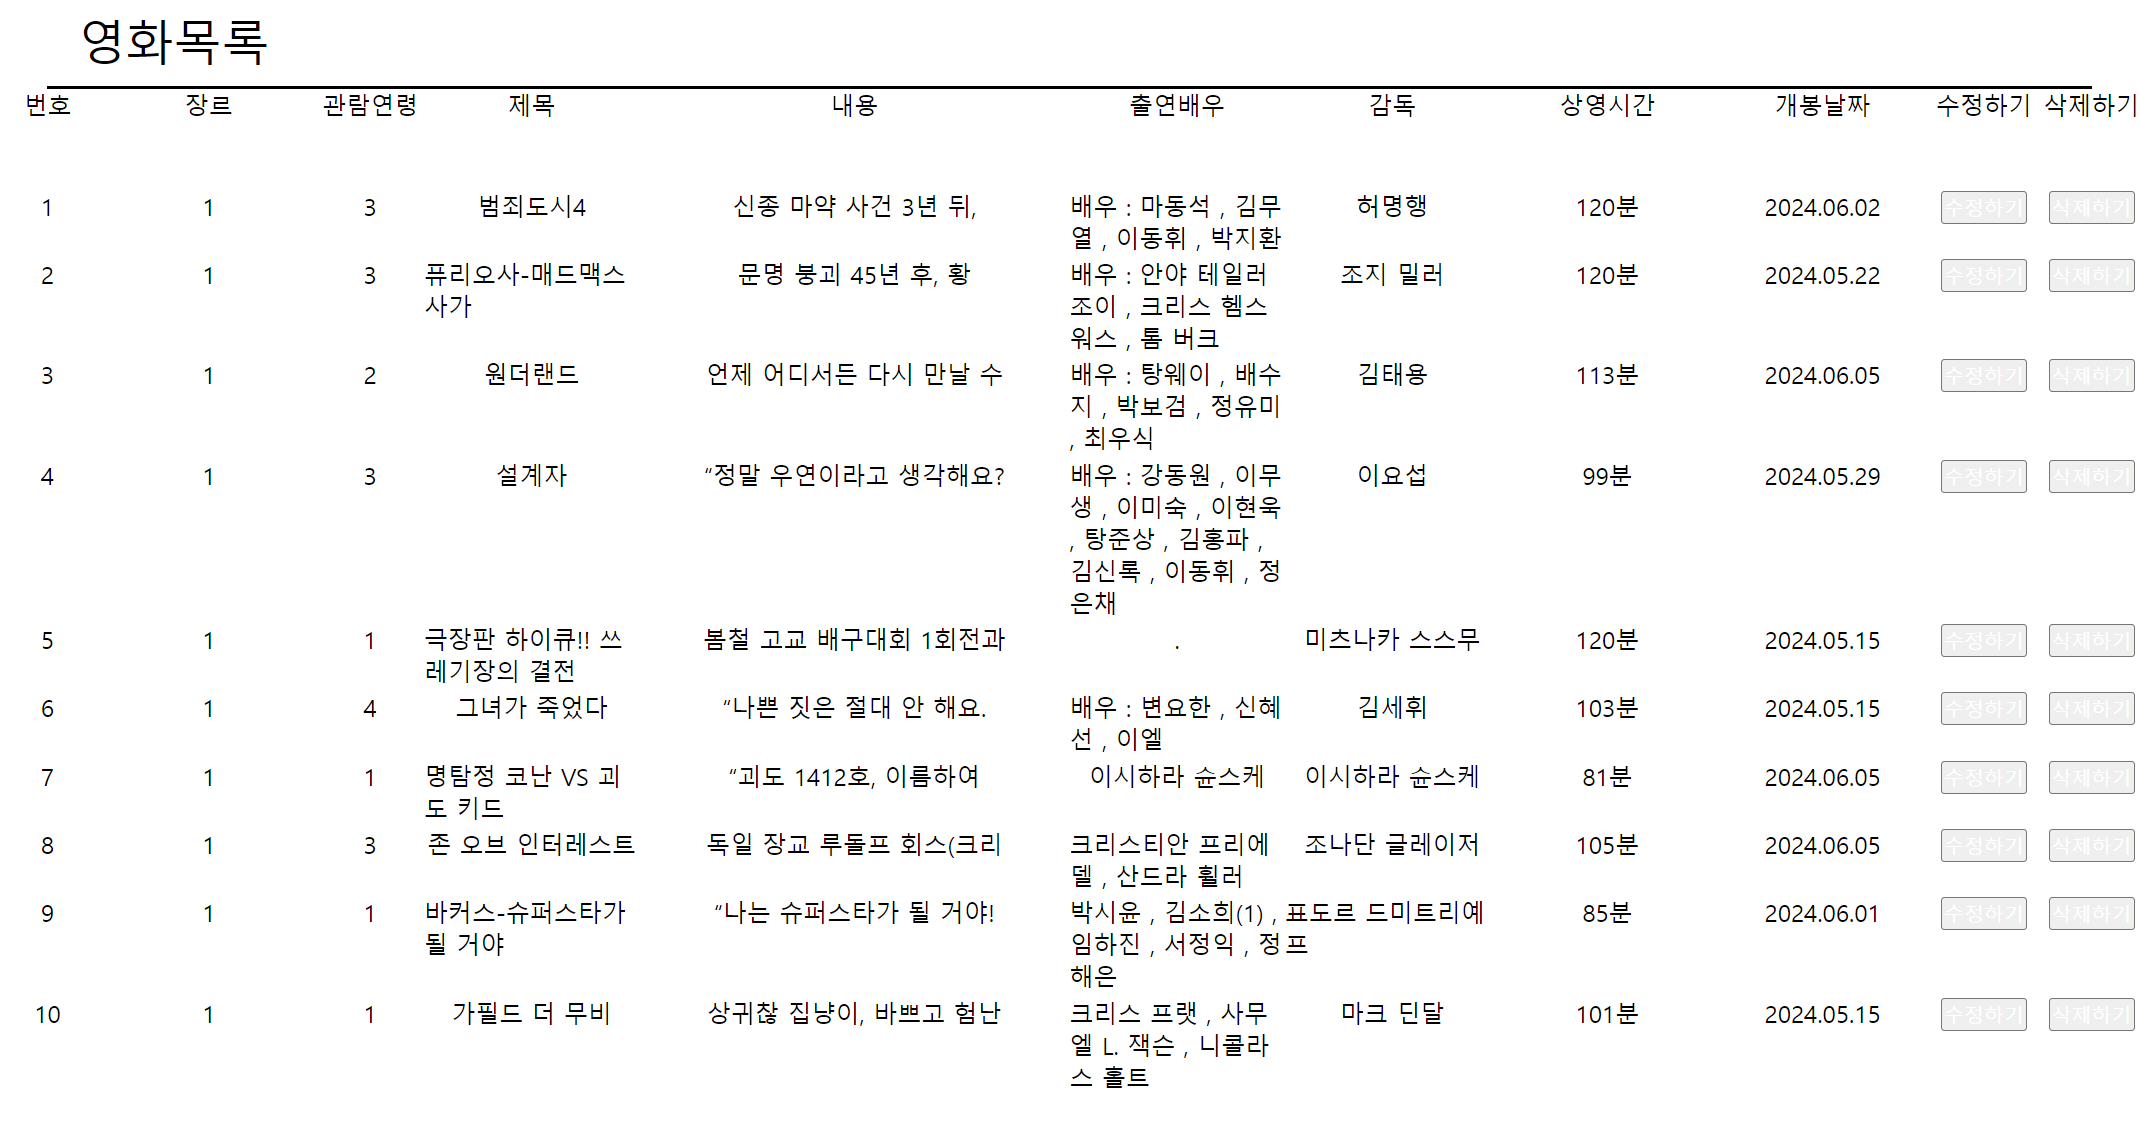 영화목록
번호 장르 관람연령 제목 내용 출연배우 감독 상영시간 개봉날짜 수정하기 삭제하기
1 1 3 범죄도시4 신종 마약 사건 3년 뒤, 배우 : 마동석 , 김무 허명행 120분 2024.06.02 수정하기 삭제하기
열 , 이동휘 , 박지환
2 1 3 퓨리오사-매드맥스 문명 붕괴 45년 후, 황 배우 : 안야 테일러 조지 밀러 120분 2024.05.22 수정하기 삭제하기
사가 조이 , 크리스 헴스
워스 , 톰 버크
3 1 2 원더랜드 언제 어디서든 다시 만날 수 배우 : 탕웨이 , 배수 김태용 113분 2024.06.05 수정하기 삭제하기
지 , 박보검 , 정유미
, 최우식
4 1 3 설계자 “정말 우연이라고 생각해요? 배우 : 강동원 , 이무 이요섭 99분 2024.05.29 수정하기 삭제하기
생 , 이미숙 , 이현욱
, 탕준상 , 김홍파 ,
김신록 , 이동휘 , 정
은채
5 1 1 극장판 하이큐!! 쓰 봄철 고교 배구대회 1회전과 . 미츠나카 스스무 120분 2024.05.15 수정하기 삭제하기
레기장의 결전
6 1 4 그녀가 죽었다 “나쁜 짓은 절대 안 해요. 배우 : 변요한 , 신혜 김세휘 103분 2024.05.15 수정하기 삭제하기
선 , 이엘
7 1 1 명탐정 코난 VS 괴 “괴도 1412호, 이름하여 이시하라 슌스케 이시하라 슌스케 81분 2024.06.05 수정하기 삭제하기
도 키드
8 1 3 존 오브 인터레스트 독일 장교 루돌프 회스(크리 크리스티안 프리에 조나단 글레이저 105분 2024.06.05 수정하기 삭제하기
델 , 산드라 휠러
9 1 1 바커스-슈퍼스타가 “나는 슈퍼스타가 될 거야! 박시윤 , 김소희(1) , 표도르 드미트리예 85분 2024.06.01 수정하기 삭제하기
될 거야 임하진 , 서정익 , 정 프
해은
10 1 1 가필드 더 무비 상귀찮 집냥이, 바쁘고 험난 크리스 프랫 , 사무 마크 딘달 101분 2024.05.15 수정하기 삭제하기
엘 L. 잭슨 , 니콜라
스 홀트